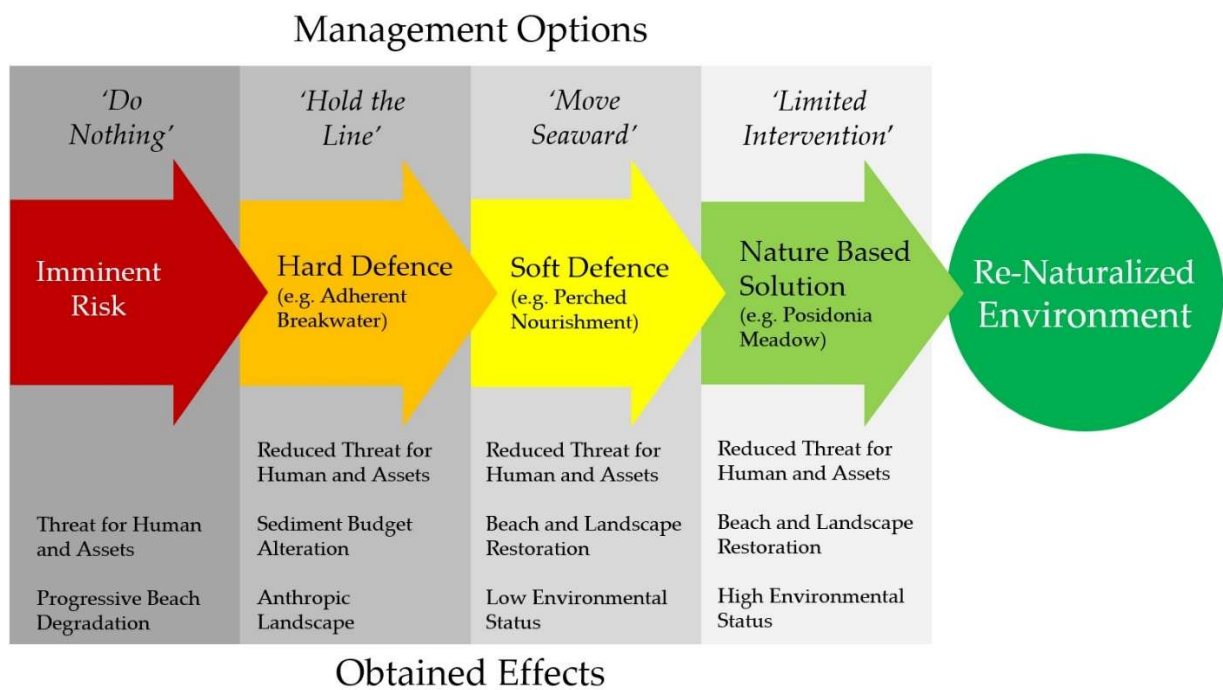 Management Options
'Do
Nothing'
'Hold the
Line'
'Move
Seaward'
'Limited
Intervention'
Imminent
Risk
Hard Defence
(e.g. Adherent
Breakwater)
Soft Defence
(e.g. Perched
Nourishment)
Nature Based
Solution
(e.g. Posidonia
Meadow)
Re-Naturalized
Environment
Threat for Human
and Assets
Progressive Beach
Degradation
Reduced Threat for
Human and Assets
Sediment Budget
Alteration
Anthropic
Landscape
Reduced Threat for
Human and Assets
Beach and Landscape
Restoration
Low Environmental
Status
Reduced Threat for
Human and Assets
Beach and Landscape
Restoration
High Environmental
Status
Obtained Effects